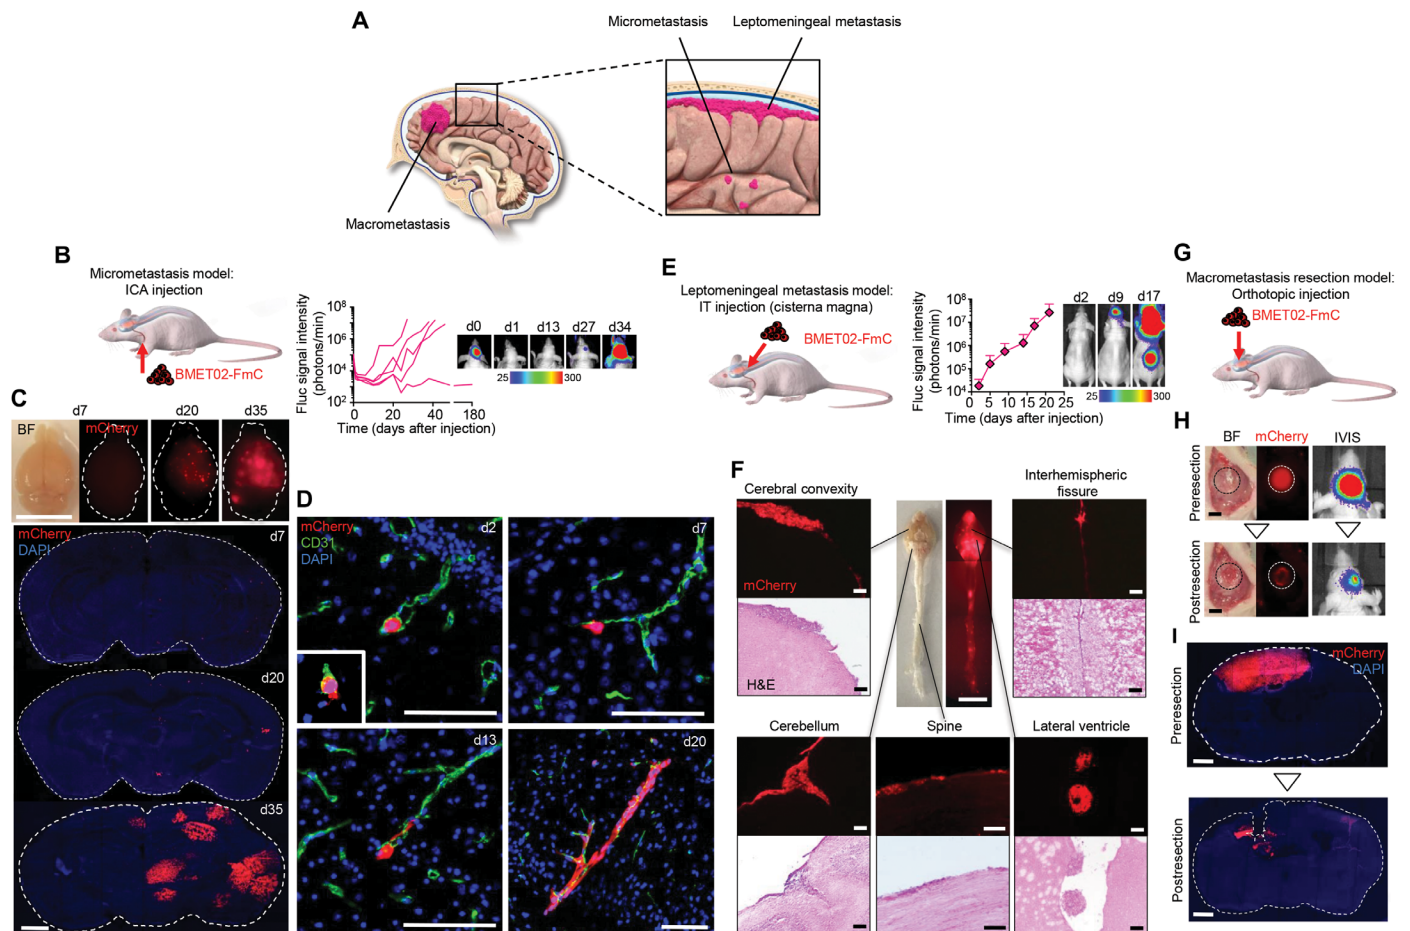 A
Micrometastasis
Leptomeningeal metastasis
Macrometastasis
B
Micrometastasis model:
ICA injection
BMET02-FmC
Fluc signal intensity
(photons/min)
10⁸
10⁶
10⁴
10²
0
20
40
180
Time (days after injection)
d0
d1
d13
d27
d34
25
300
C
d7
d20
d35
BF
mCherry
mCherry
DAPI
d7
d20
d35
D
mCherry
CD31
DAPI
d2
d7
d13
d20
E
Leptomeningeal metastasis model:
IT injection (cisterna magna)
BMET02-FmC
Fluc signal intensity
(photons/min)
10⁸
10⁷
10⁶
10⁵
10⁴
0
5
10
15
20
25
Time (days after injection)
d2
d9
d17
25
300
F
Cerebral convexity
mCherry
H&E
Interhemispheric
fissure
Cerebellum
Spine
Lateral ventricle
G
Macrometastasis resection model:
Orthotopic injection
BMET02-FmC
H
BF
mCherry
IVIS
Preresection
Postresection
I
mCherry
DAPI
Preresection
Postresection